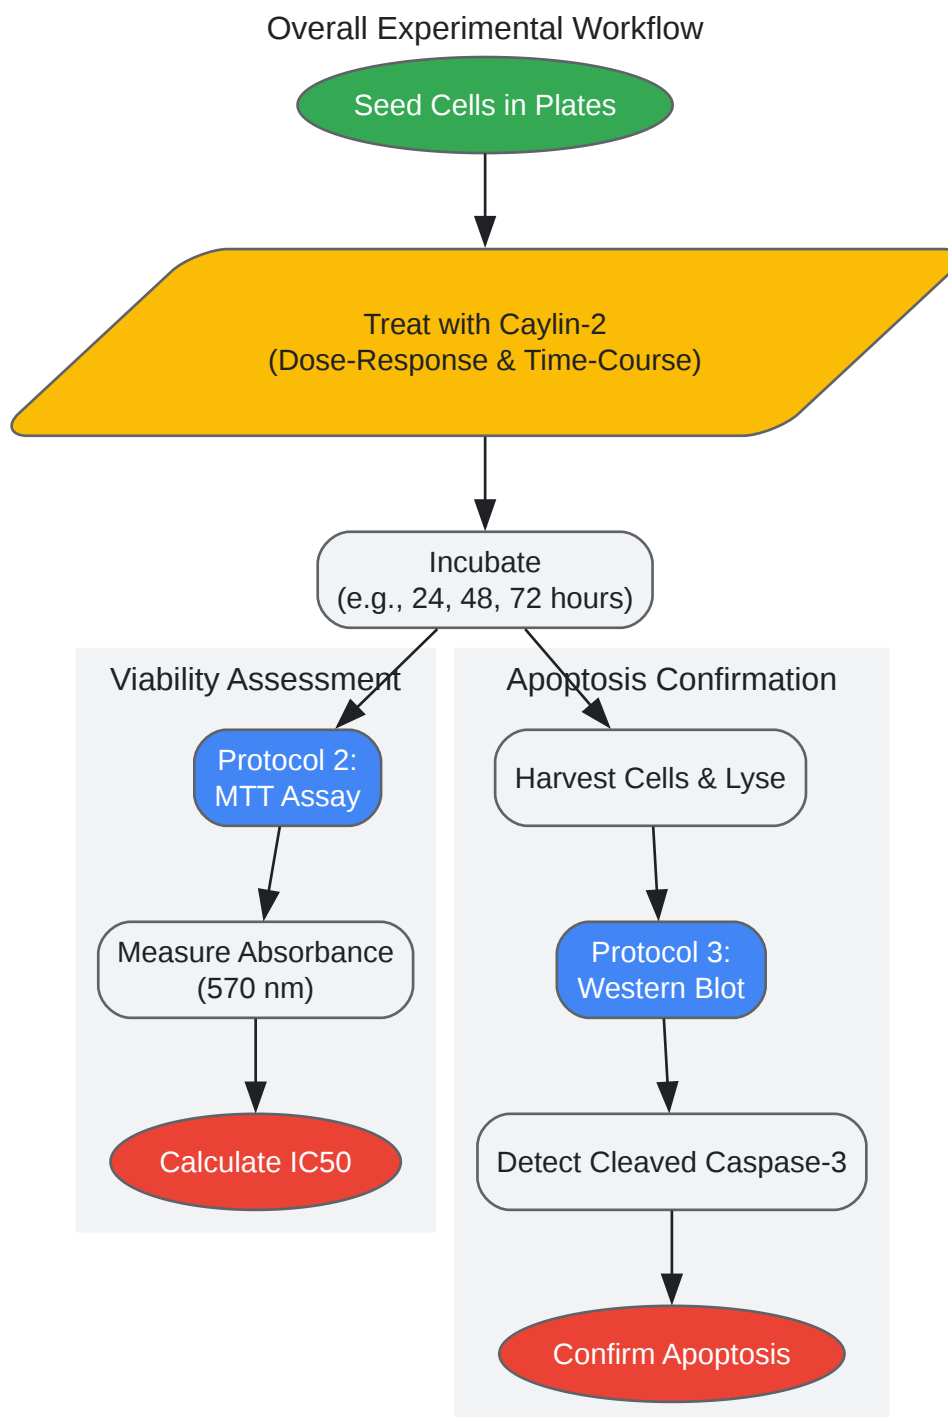 Overall Experimental Workflow
Seed Cells in Plates
Treat with Caylin-2
(Dose-Response & Time-Course)
Incubate
(e.g., 24, 48, 72 hours)
Viability Assessment
Protocol 2:
MTT Assay
Measure Absorbance
(570 nm)
Calculate IC50
Apoptosis Confirmation
Harvest Cells & Lyse
Protocol 3:
Western Blot
Detect Cleaved Caspase-3
Confirm Apoptosis